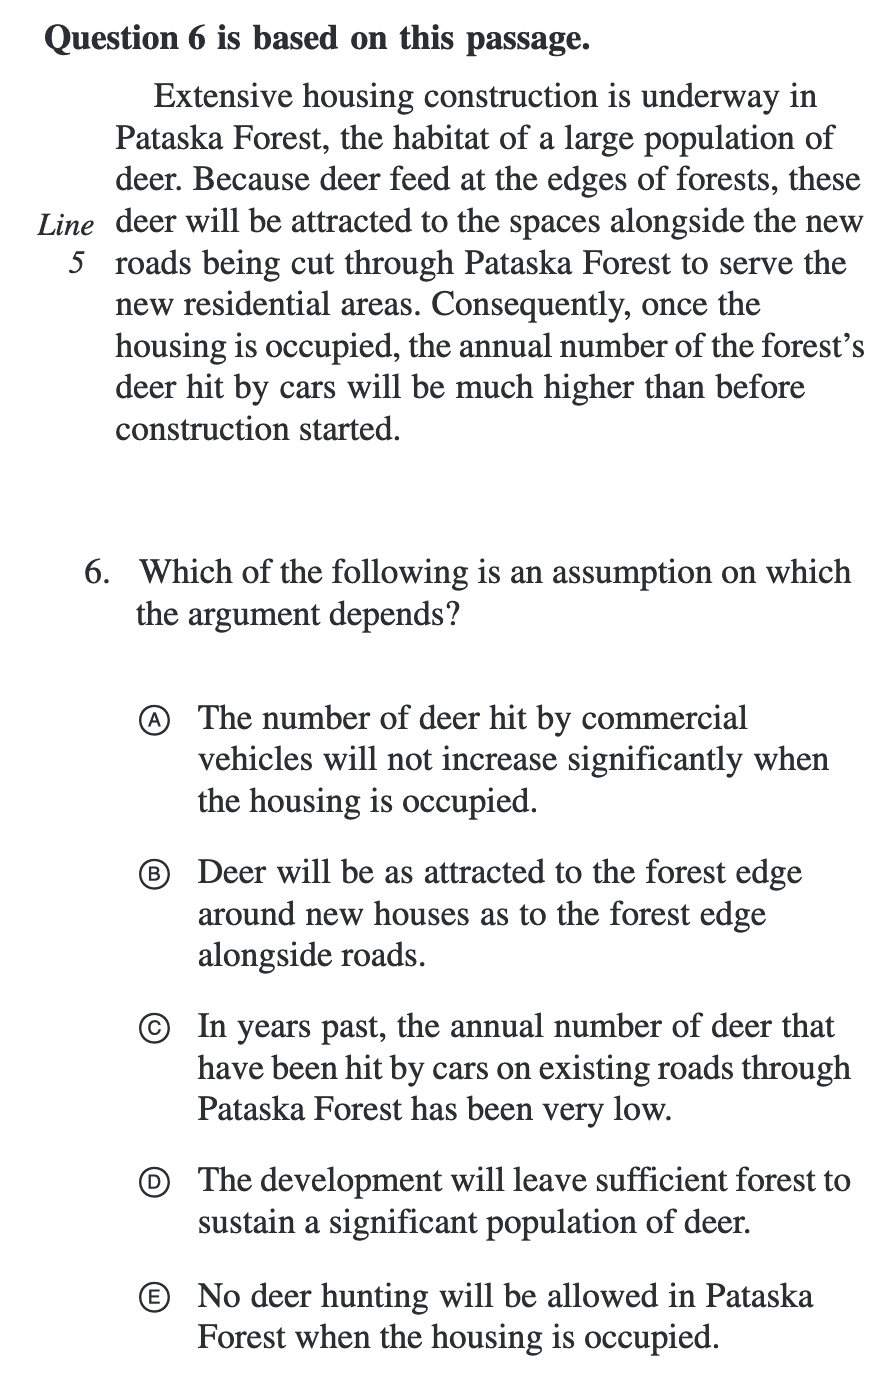 Question 6 is based on this passage.
Extensive housing construction is underway in
Pataska Forest, the habitat of a large population of
deer. Because deer feed at the edges of forests, these
Line deer will be attracted to the spaces alongside the new
5 roads being cut through Pataska Forest to serve the
new residential areas. Consequently, once the
housing is occupied, the annual number of the forest’s
deer hit by cars will be much higher than before
construction started.
6. Which of the following is an assumption on which
the argument depends?
A The number of deer hit by commercial
vehicles will not increase significantly when
the housing is occupied.
B Deer will be as attracted to the forest edge
around new houses as to the forest edge
alongside roads.
C In years past, the annual number of deer that
have been hit by cars on existing roads through
Pataska Forest has been very low.
D The development will leave sufficient forest to
sustain a significant population of deer.
E No deer hunting will be allowed in Pataska
Forest when the housing is occupied.